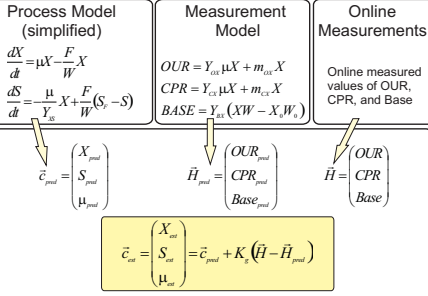 Process Model
(simplified)
dX/dt = μX − F/W X
dS/dt = − μ/Y_XS X + F/W (S_F − S)
Measurement
Model
OUR = Y_OX μX + m_OX X
CPR = Y_CX μX + m_CX X
BASE = Y_BX (XW − X_0 W_0)
Online
Measurements
Online measured
values of OUR,
CPR, and Base
c⃗_pred = (X_pred
S_pred
μ_pred)
H⃗_pred = (OUR_pred
CPR_pred
Base_pred)
H⃗ = (OUR
CPR
Base)
c⃗_est = (X_est
S_est
μ_est) = c⃗_pred + K_g (H⃗ − H⃗_pred)